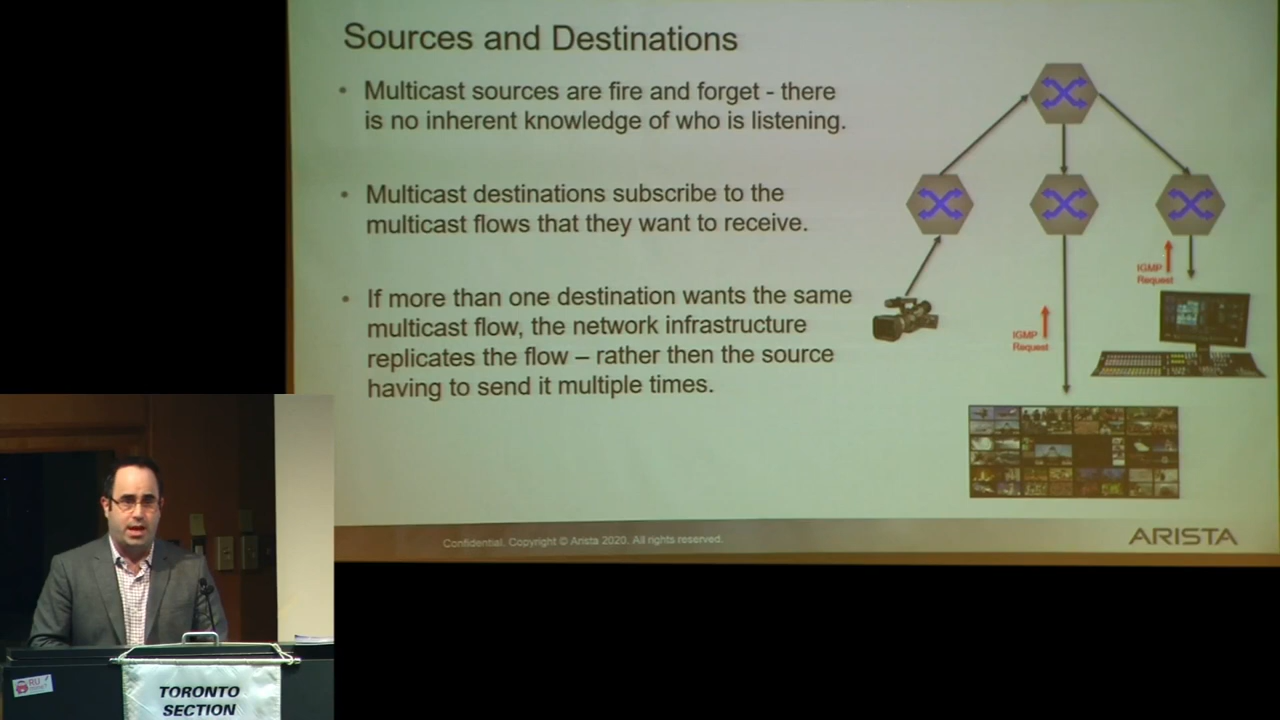 Sources and Destinations
• Multicast sources are fire and forget - there
is no inherent knowledge of who is listening.
• Multicast destinations subscribe to the
multicast flows that they want to receive.
• If more than one destination wants the same
multicast flow, the network infrastructure
replicates the flow – rather then the source
having to send it multiple times.
IGMP
Request
IGMP
Request
Confidential. Copyright © Arista 2020. All rights reserved.
ARISTA
RU
TORONTO
SECTION